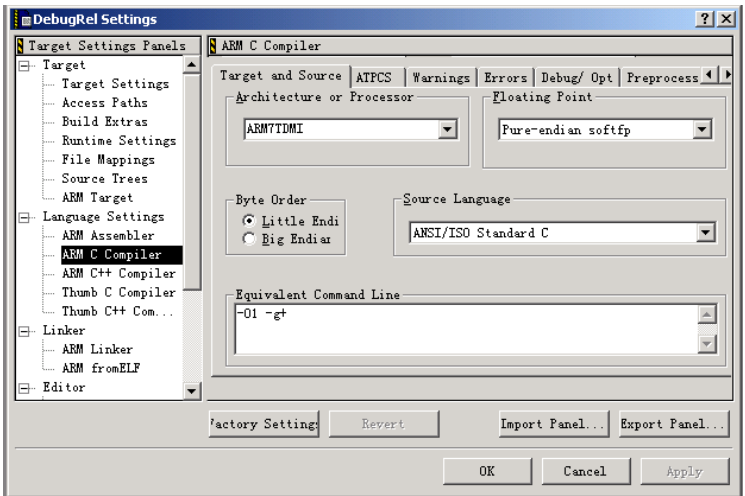 DebugRel Settings
Target Settings Panels
Target
Target Settings
Access Paths
Build Extras
Runtime Settings
File Mappings
Source Trees
ARM Target
Language Settings
ARM Assembler
ARM C Compiler
ARM C++ Compiler
Thumb C Compiler
Thumb C++ Com...
Linker
ARM Linker
ARM fromELF
Editor
ARM C Compiler
Target and Source ATPCS Warnings Errors Debug/ Opt Preprocess
Architecture or Processor
ARM7TDMI
Floating Point
Pure-endian softfp
Byte Order
Little Endi
Big Endiar
Source Language
ANSI/ISO Standard C
Equivalent Command Line
-O1 -g+
Factory Setting: Revert Import Panel... Export Panel...
OK Cancel Apply